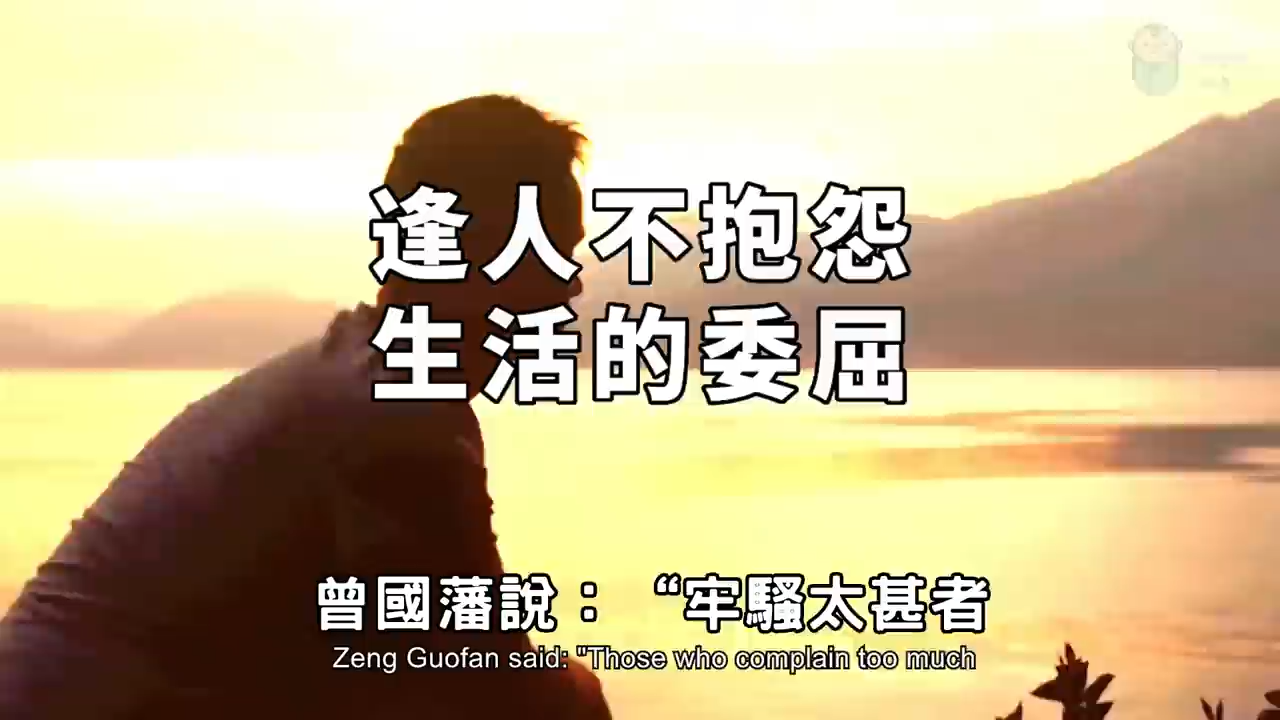 逢人不抱怨
生活的委屈
曾國藩說：“牢騷太甚者
Zeng Guofan said: "Those who complain too much